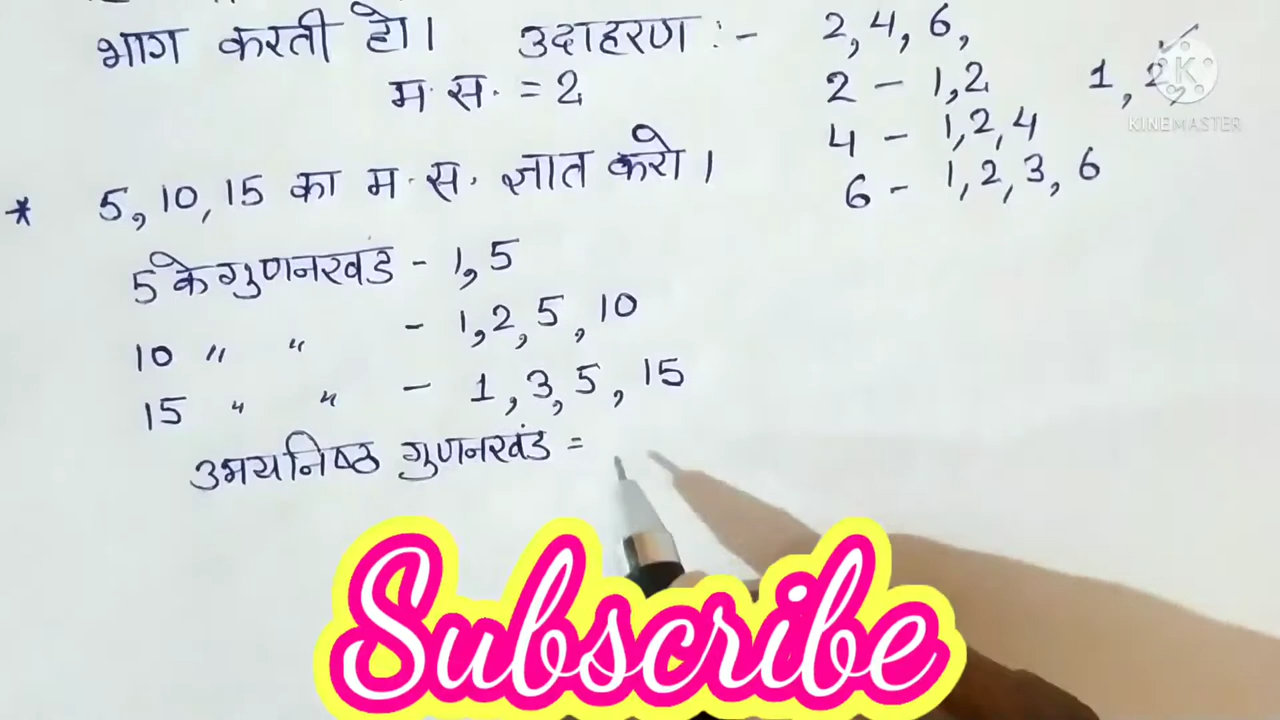 भाग करती हो। उदाहरण :- 2, 4, 6,
म. स. = 2
2 - 1, 2 1, 2,
4 - 1, 2, 4
6 - 1, 2, 3, 6
* 5, 10, 15 का म. स. ज्ञात करो।
5 के गुणनखंड - 1, 5
10 " " - 1, 2, 5, 10
15 " " - 1, 3, 5, 15
उभयनिष्ठ गुणनखंड =
Subscribe
K
KINEMASTER